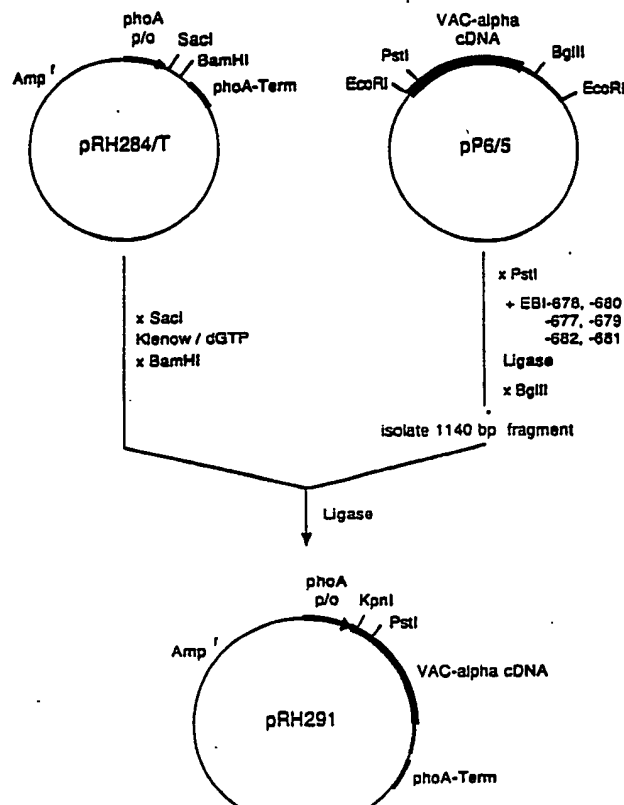 phoA
p/o
SacI
BamHI
Amp r
phoA-Term
pRH284/T
VAC-alpha
cDNA
PstI
BglII
EcoRI
EcoRI
pP6/5
x SacI
Klenow / dGTP
x BamHI
x PstI
+ EBI-678, -680
-677, -679
-682, -681
Ligase
x BglII
isolate 1140 bp fragment
Ligase
phoA
p/o
KpnI
PstI
Amp r
VAC-alpha cDNA
pRH291
phoA-Term